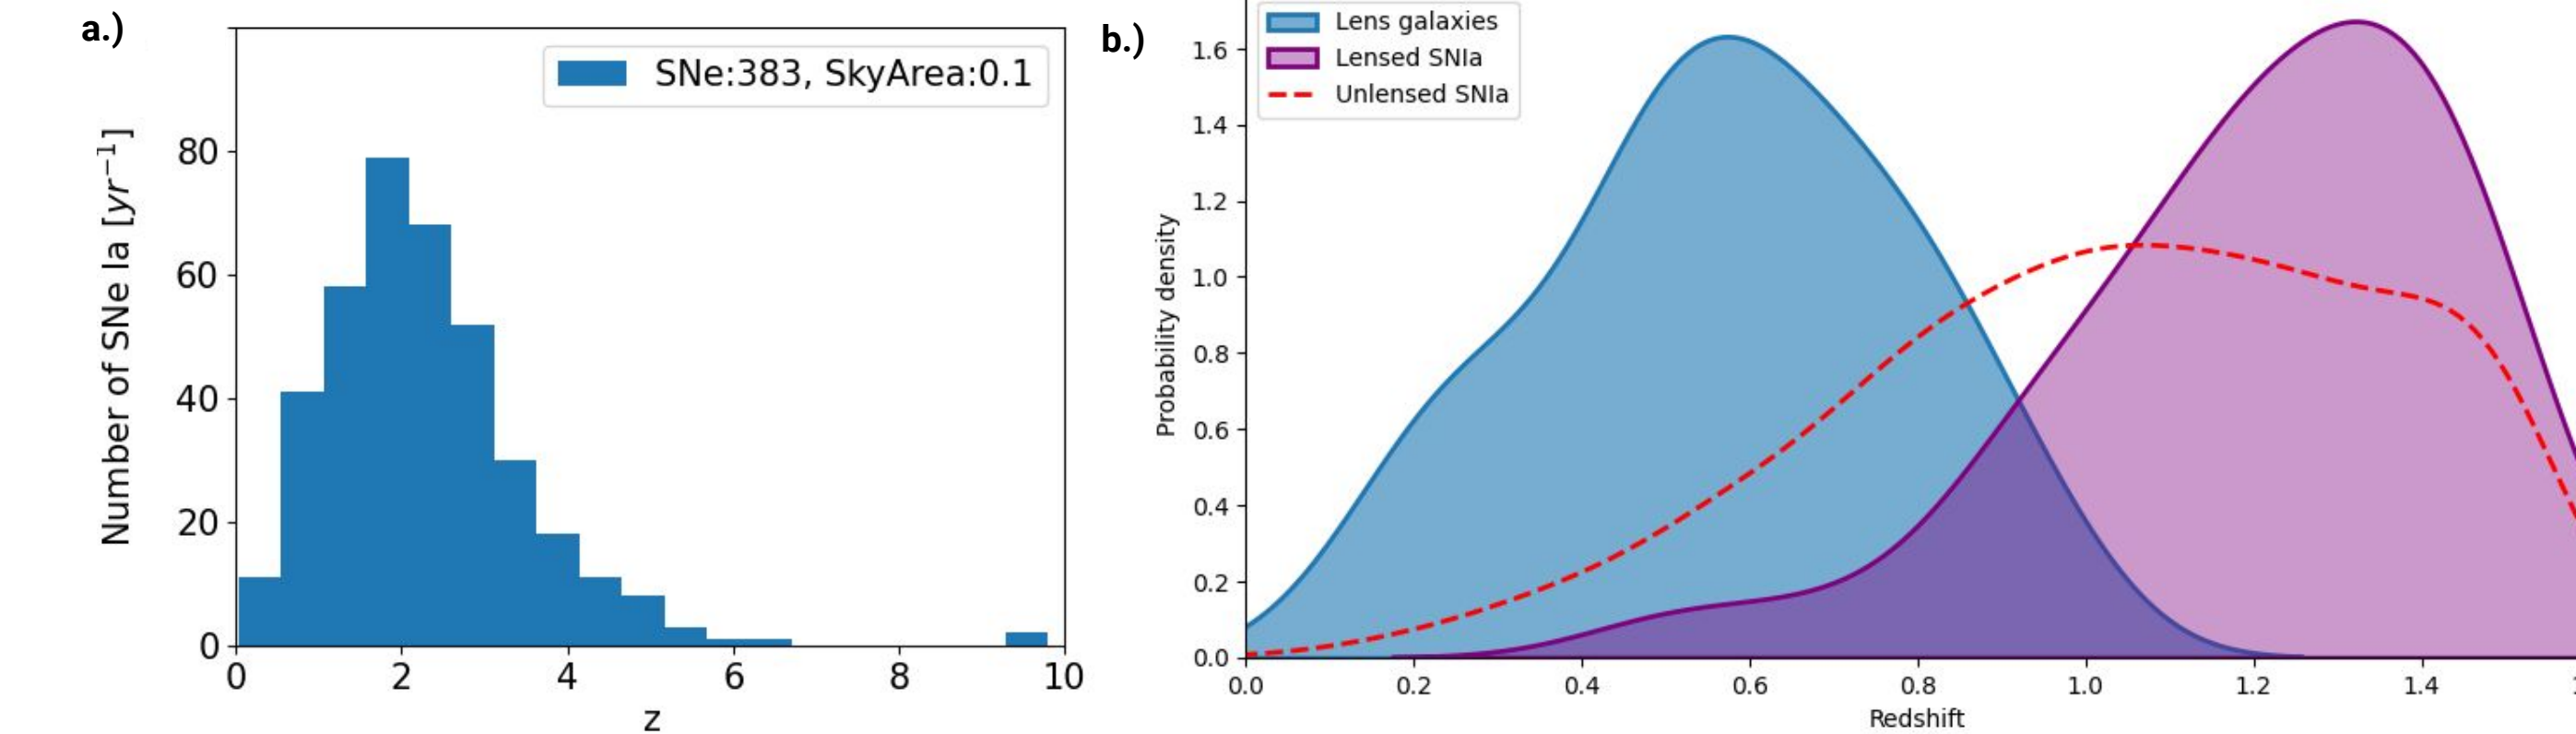 a.)
SNe:383, SkyArea:0.1
Number of SNe Ia [yr⁻¹]
80
60
40
20
0
0 2 4 6 8 10
z
b.)
Lens galaxies
Lensed SNIa
Unlensed SNIa
Probability density
1.6
1.4
1.2
1.0
0.8
0.6
0.4
0.2
0.0
0.0 0.2 0.4 0.6 0.8 1.0 1.2 1.4
Redshift